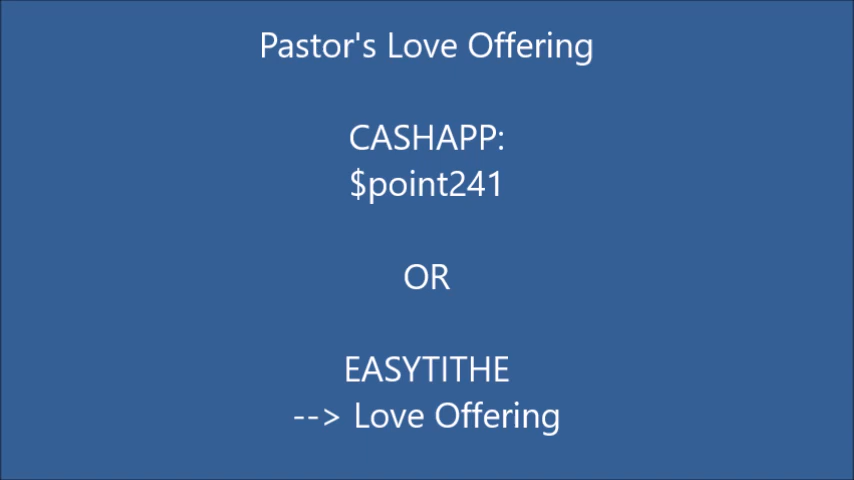 Pastor's Love Offering
CASHAPP:
$point241
OR
EASYTITHE
--> Love Offering